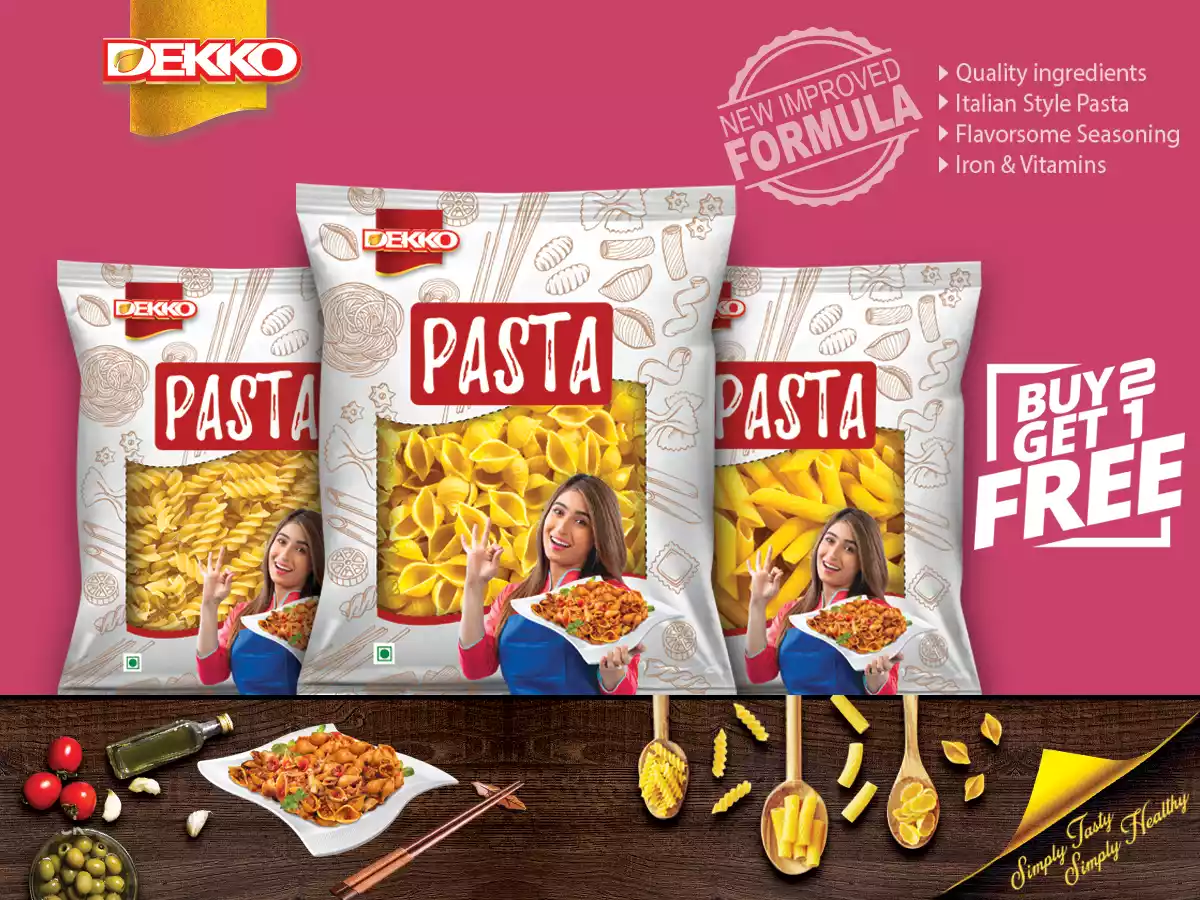 DEKKO
NEW IMPROVED
FORMULA
Quality ingredients
Italian Style Pasta
Flavorsome Seasoning
Iron & Vitamins
DEKKO
PASTA
DEKKO
PASTA
KO
PASTA
BUY 2
GET 1
FREE
Simply Tasty
Simply Healthy